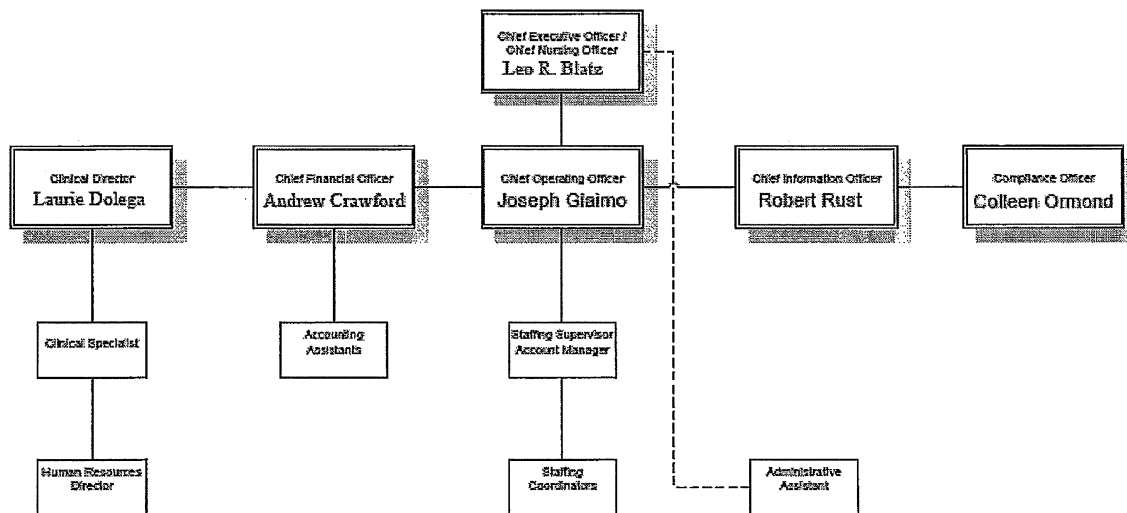 Chief Executive Officer /
Chief Nursing Officer
Leo R. Blatz
Clinical Director
Laurie Dolega
Chief Financial Officer
Andrew Crawford
Chief Operating Officer
Joseph Giaimo
Chief Information Officer
Robert Rust
Compliance Officer
Colleen Ormond
Clinical Specialist
Accounting
Assistants
Staffing Supervisor
Account Manager
Human Resources
Director
Staffing
Coordinators
Administrative
Assistant